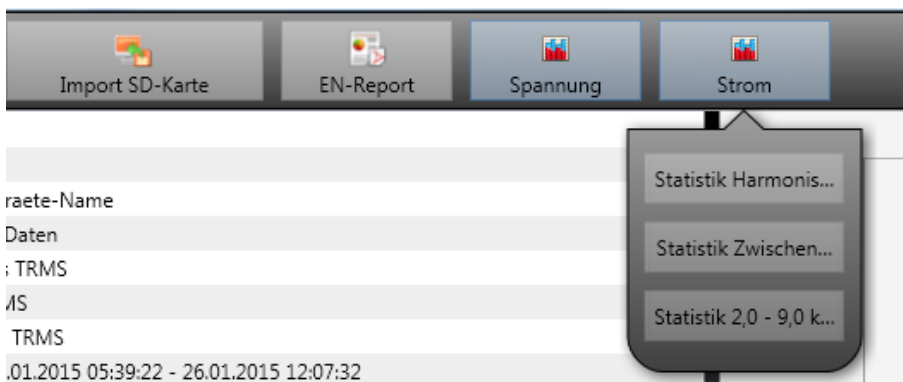 Import SD-Karte
EN-Report
Spannung
Strom
Statistik Harmonis...
Statistik Zwischen...
Statistik 2,0 - 9,0 k...
raete-Name
Daten
s TRMS
MS
TRMS
.01.2015 05:39:22 - 26.01.2015 12:07:32